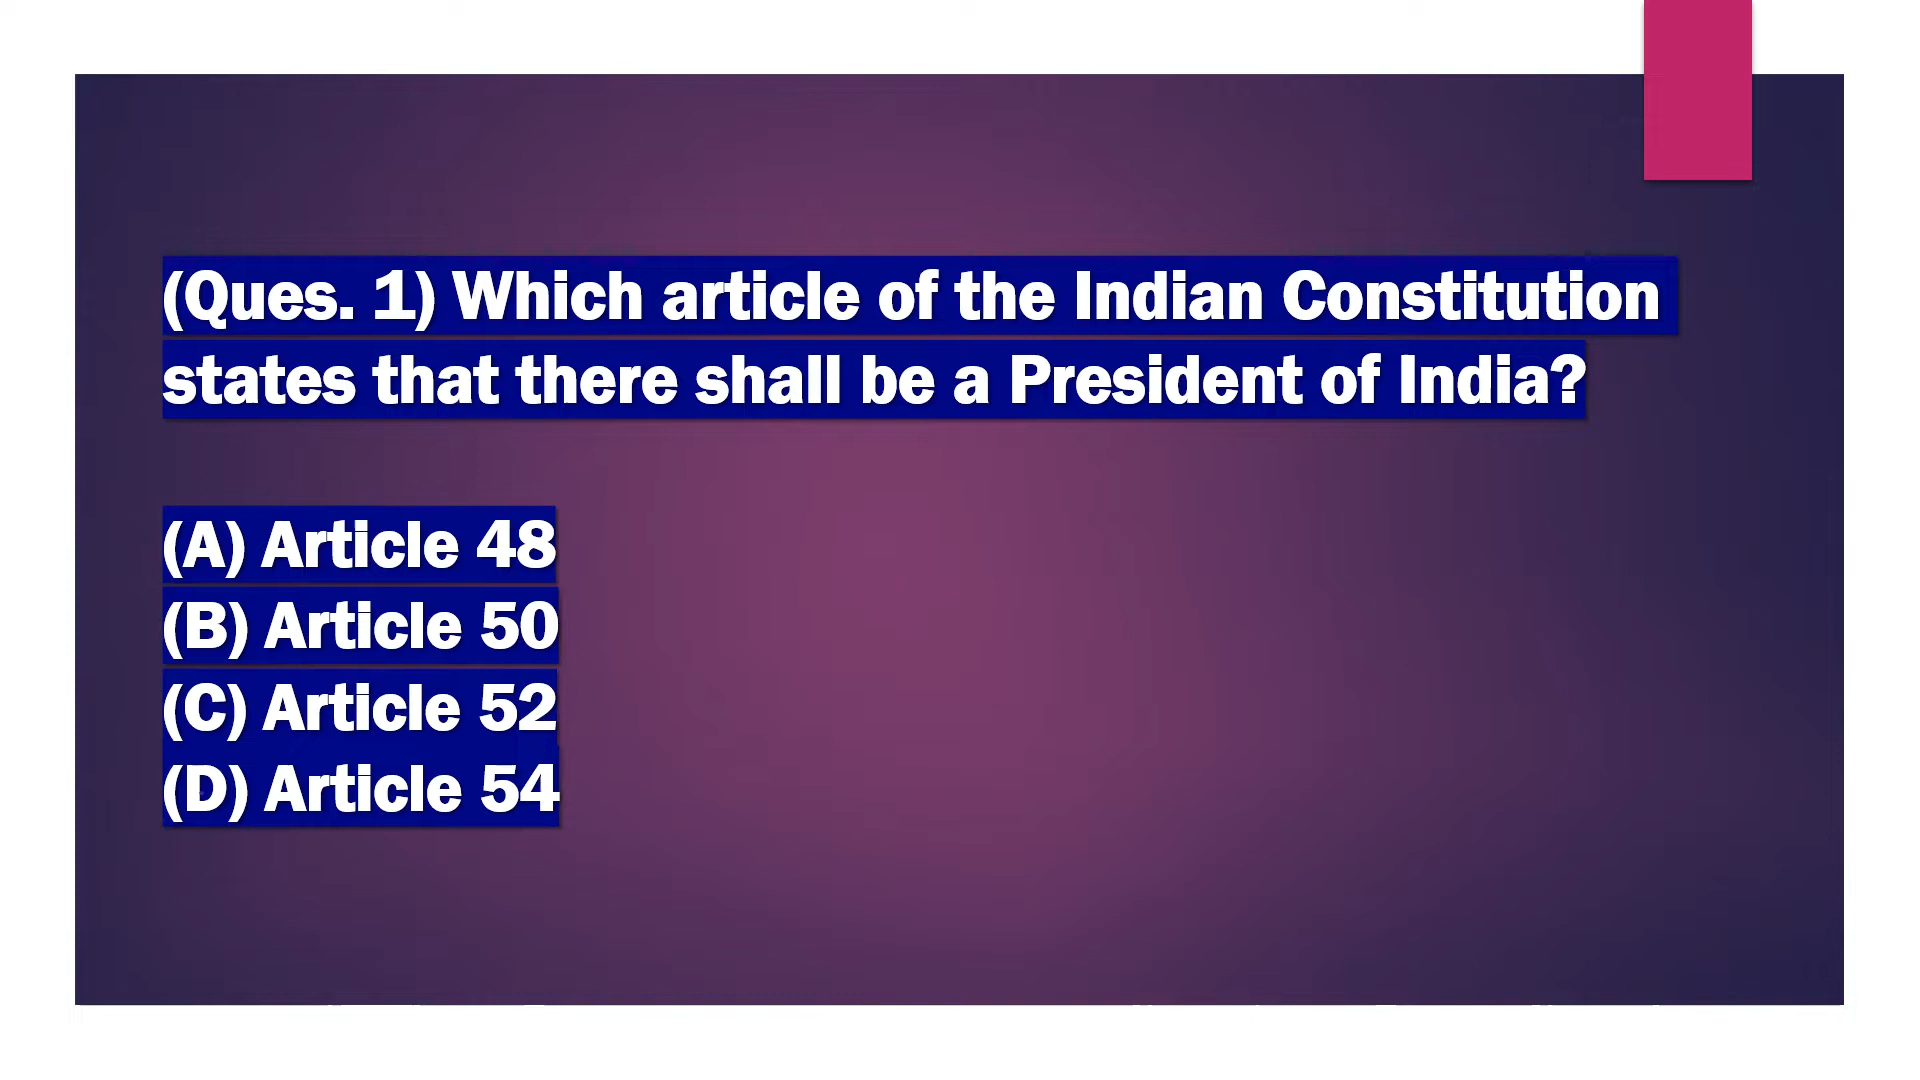 (Ques. 1) Which article of the Indian Constitution
states that there shall be a President of India?
(A) Article 48
(B) Article 50
(C) Article 52
(D) Article 54